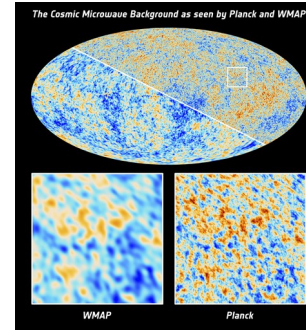 The Cosmic Microwave Background as seen by Planck and WMAP
WMAP
Planck